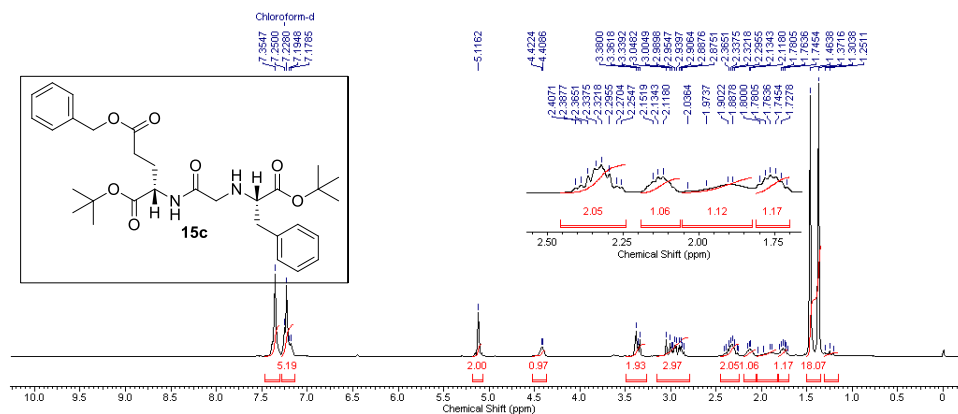 Chloroform-d
7.3547
7.2500
7.2280
7.1948
7.1785
5.1162
4.4224
4.4086
3.3800
3.3618
3.3392
3.0482
3.0049
2.9898
2.9547
2.9397
2.9064
2.8876
2.8751
2.3651
2.3375
2.3218
2.2955
2.1343
2.1180
1.7805
1.7636
1.7454
1.4638
1.3716
1.3038
1.2511
2.4071
2.3877
2.3651
2.3375
2.3218
2.2955
2.2704
2.2547
2.1519
2.1343
2.1180
2.0364
1.9737
1.9022
1.8878
1.8000
1.7805
1.7636
1.7454
1.7278
O
O
O
H
N
O
O
O
O
H
N
H
H
O
15c
2.05 1.06 1.12 1.17
2.50 2.25 2.00 1.75
Chemical Shift (ppm)
5.19 2.00 0.97 1.93 2.97 2.05 1.06 1.17 18.07
10.0 9.5 9.0 8.5 8.0 7.5 7.0 6.5 6.0 5.5 5.0 4.5 4.0 3.5 3.0 2.5 2.0 1.5 1.0 0.5 0
Chemical Shift (ppm)